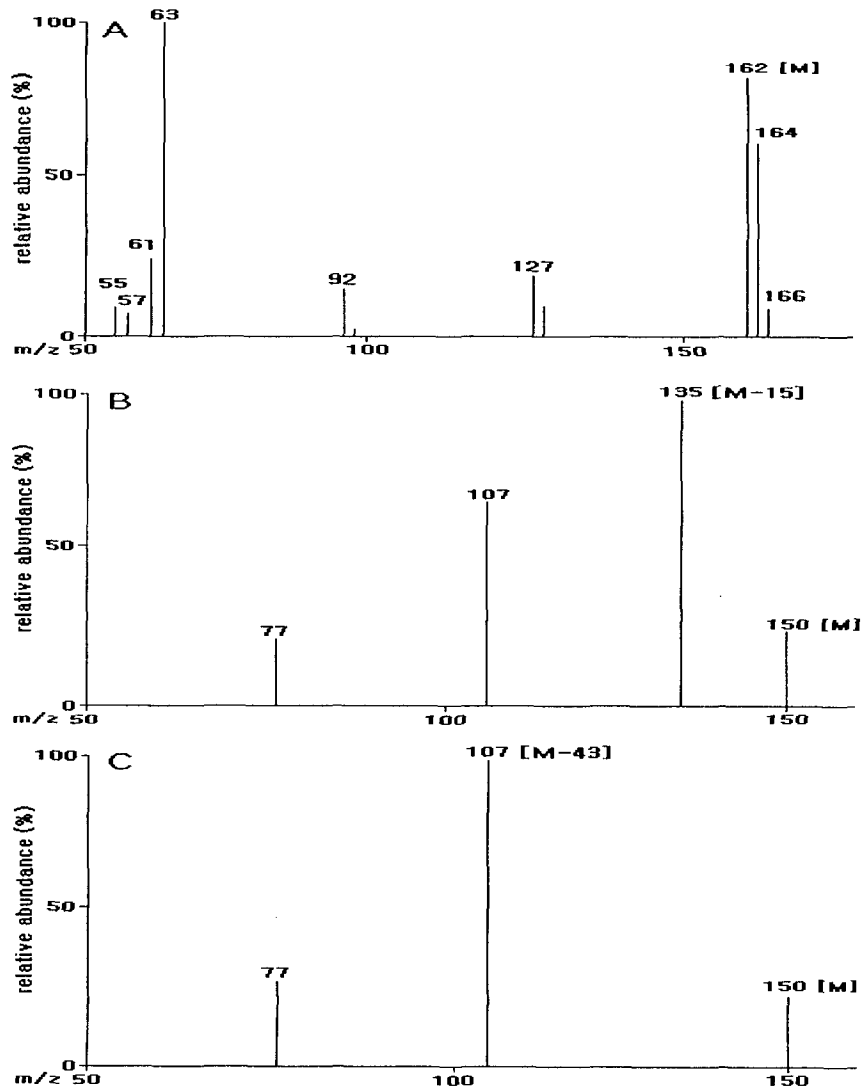 A
100
63
162 [M]
164
relative abundance (%)
50
61
55
57
92
127
166
0
m/z 50
100
150
B
100
135 [M-15]
107
relative abundance (%)
50
77
150 [M]
0
m/z 50
100
150
C
100
107 [M-43]
relative abundance (%)
50
77
150 [M]
0
m/z 50
100
150